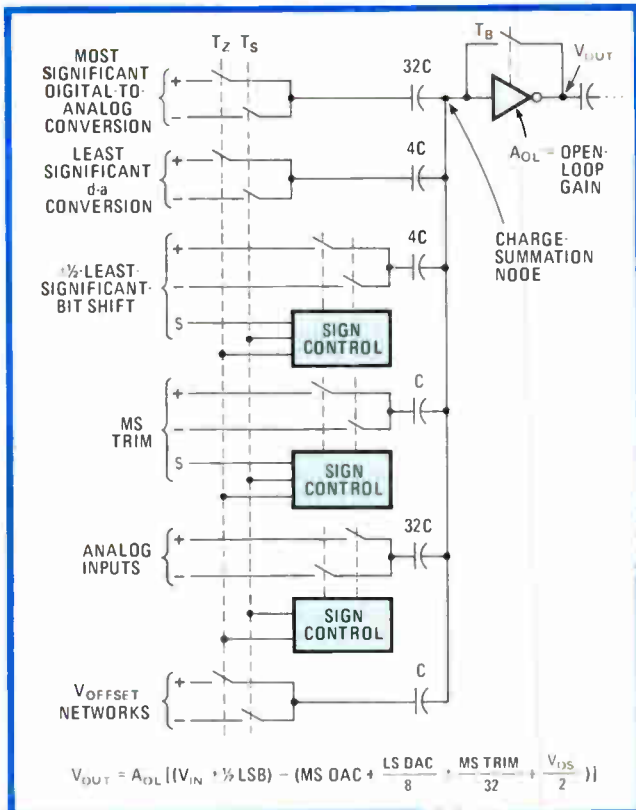 T_Z T_S
T_B
V_OUT
MOST
SIGNIFICANT
DIGITAL-TO-
ANALOG
CONVERSION
+
−
32C
A_OL = OPEN-
LOOP
GAIN
LEAST
SIGNIFICANT
d-a
CONVERSION
+
−
4C
CHARGE-
SUMMATION
NODE
½-LEAST-
SIGNIFICANT-
BIT SHIFT
+
−
S
4C
SIGN
CONTROL
MS
TRIM
+
−
S
C
SIGN
CONTROL
ANALOG
INPUTS
+
−
32C
SIGN
CONTROL
V_OFFSET
NETWORKS
+
−
C
V_OUT = A_OL [(V_IN + ½ LSB) − (MS DAC + LS DAC/8 + MS TRIM/32 + V_OS/2)]